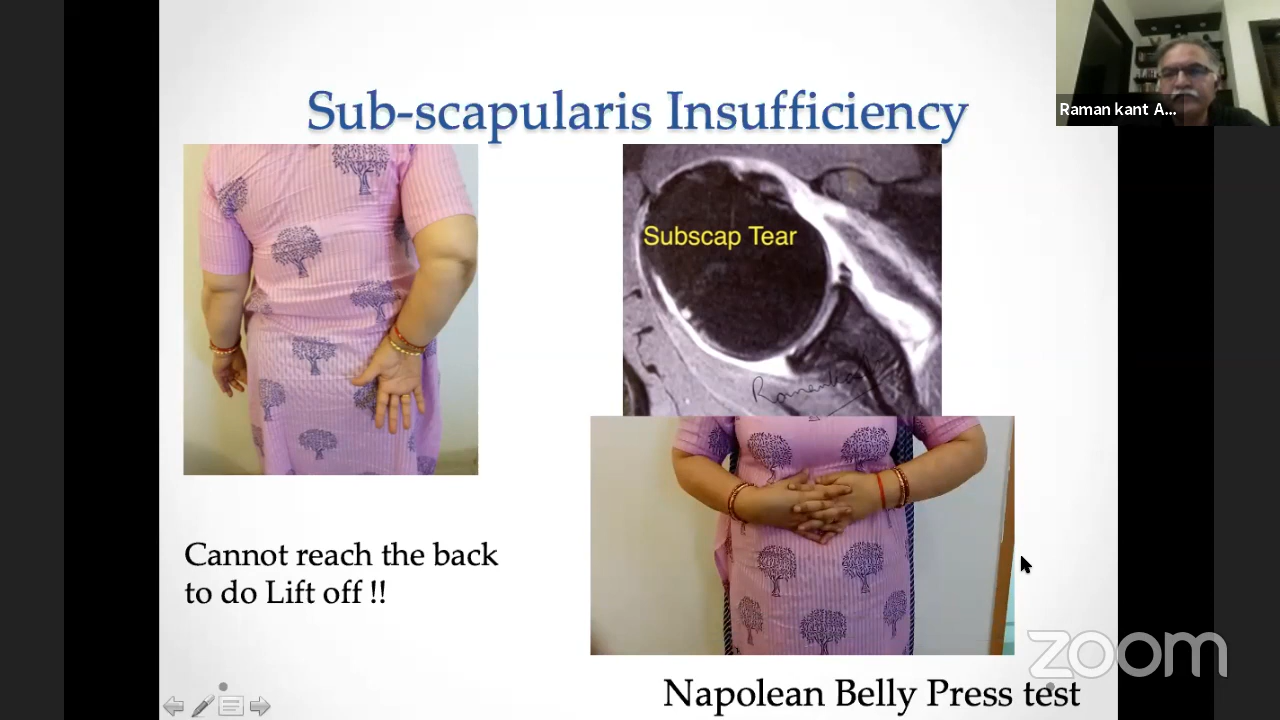 Sub-scapularis Insufficiency
Raman kant A...
Subscap Tear
Cannot reach the back
to do Lift off !!
Napolean Belly Press test
zoom